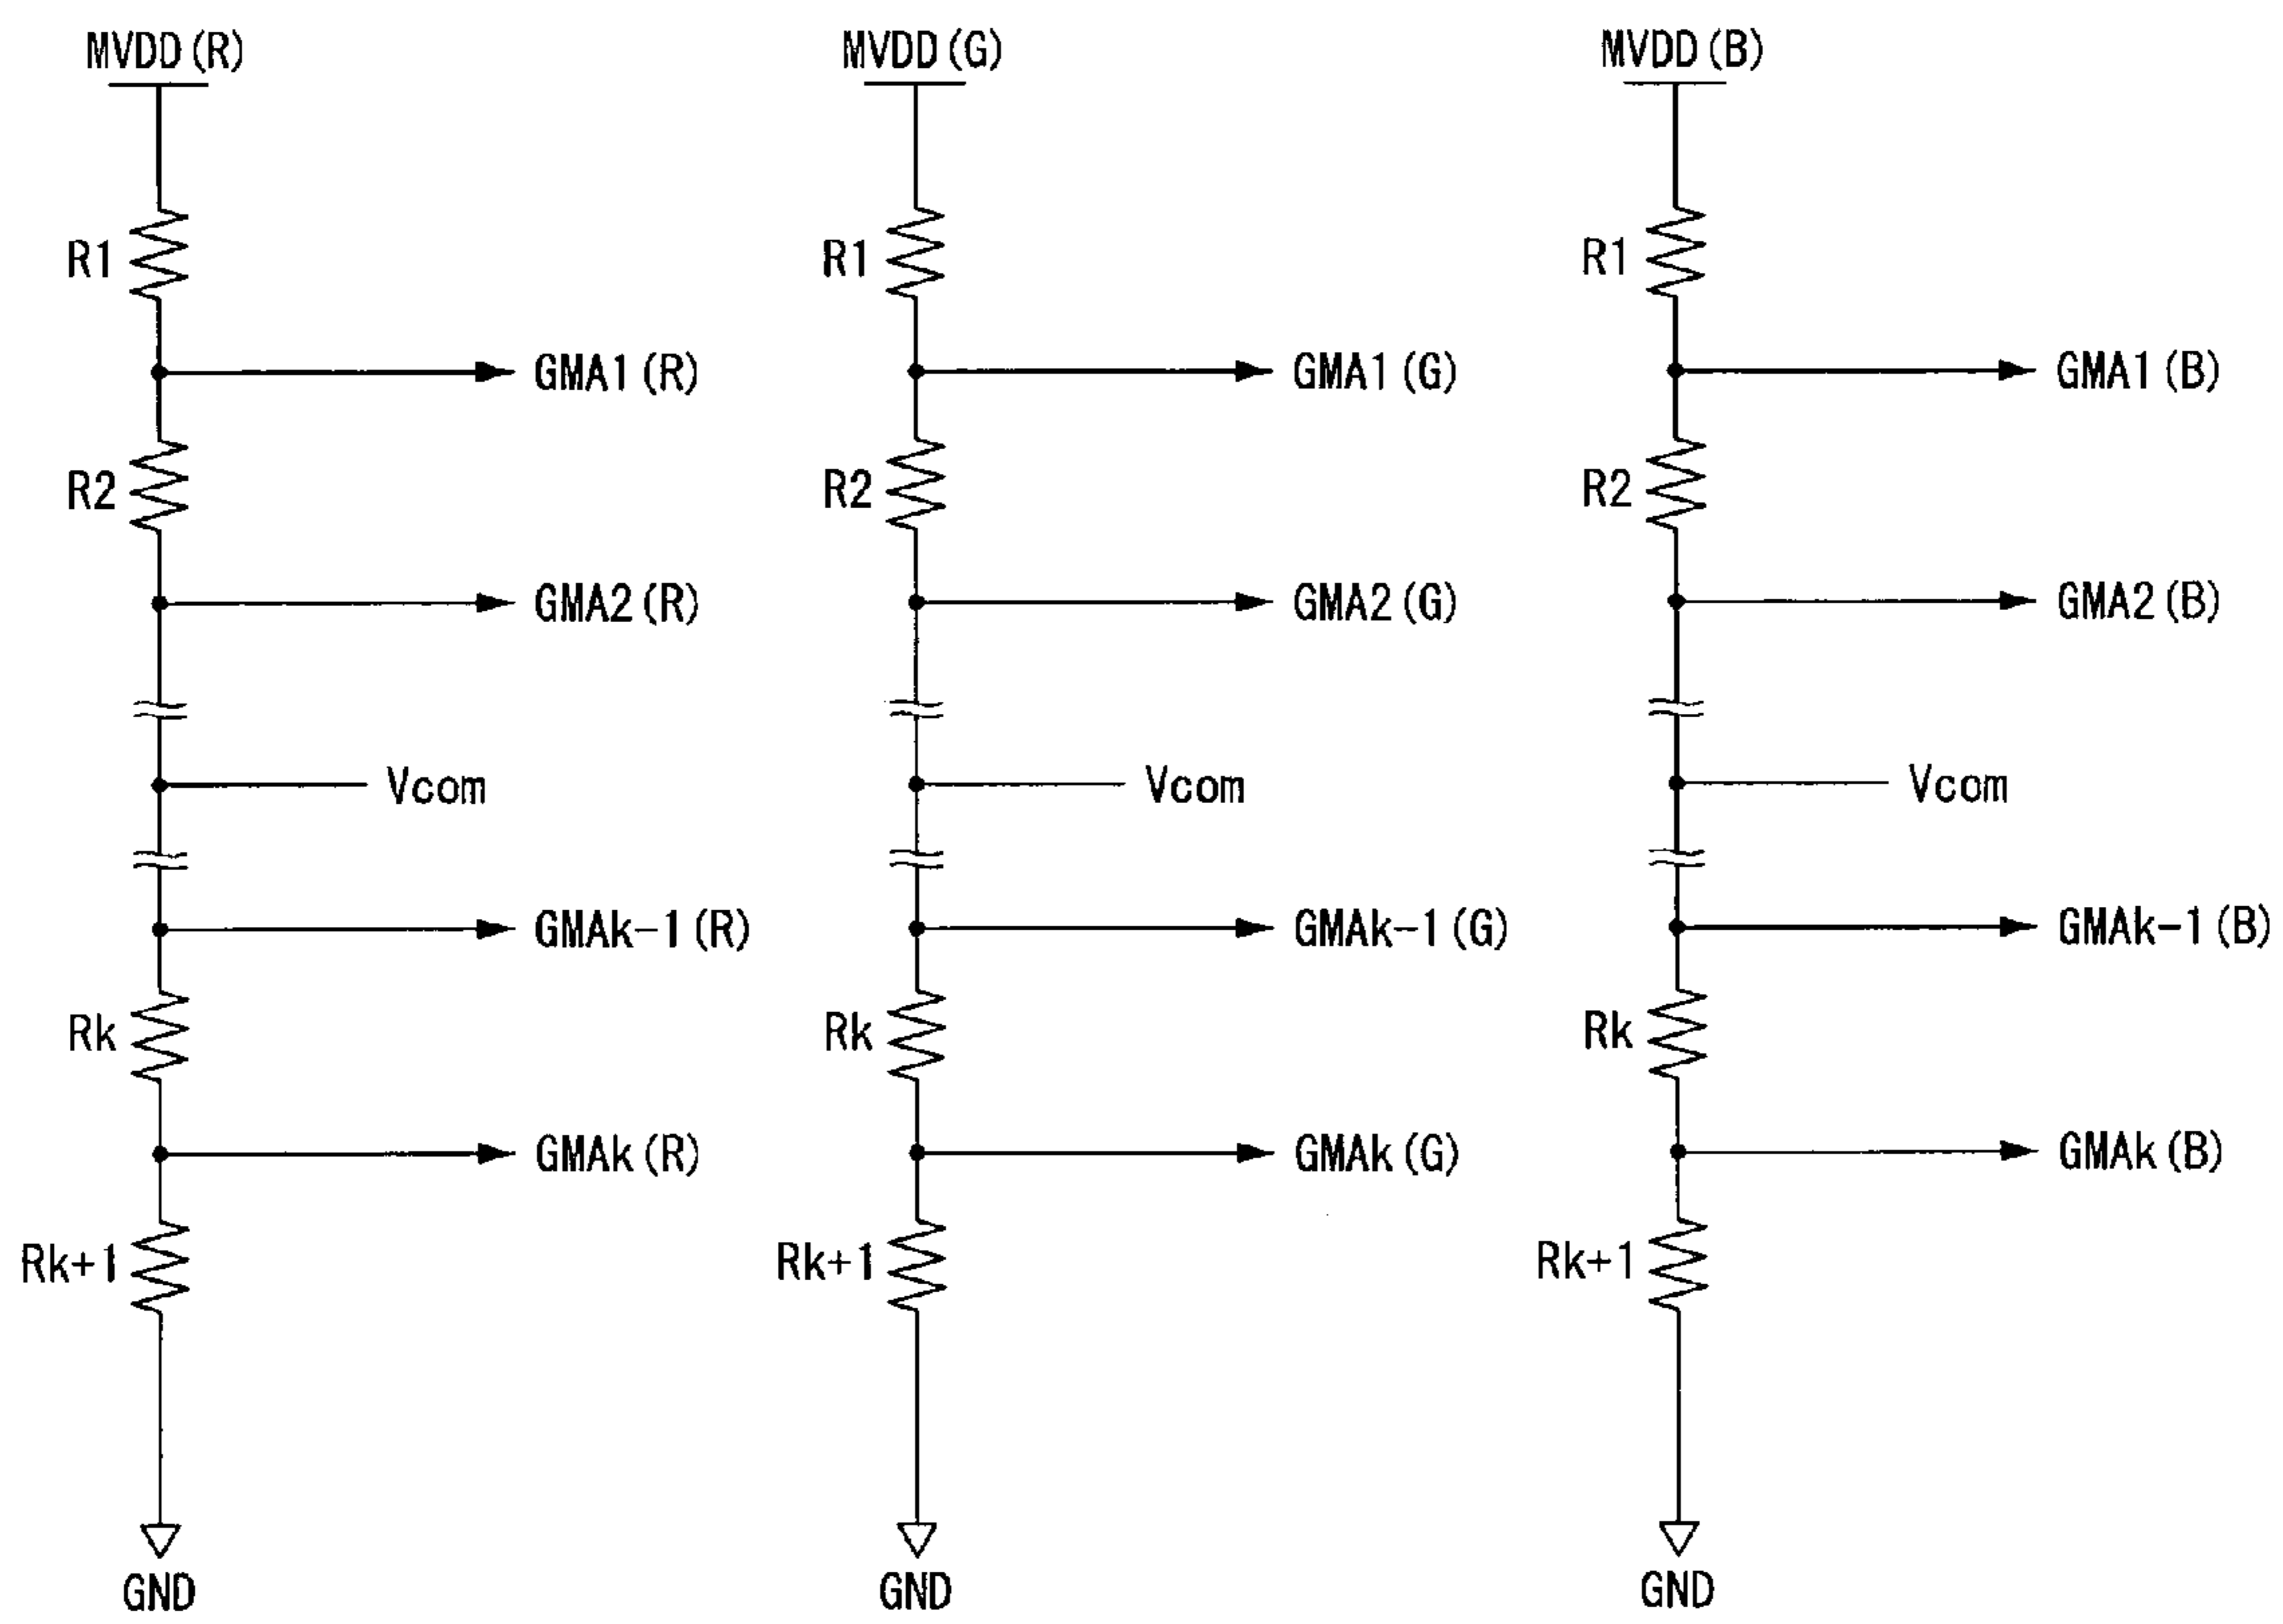 MVDD(R) MVDD(G) MVDD(B)
R1 R1 R1
GMA1(R) GMA1(G) GMA1(B)
R2 R2 R2
GMA2(R) GMA2(G) GMA2(B)
Vcom Vcom Vcom
GMAk-1(R) GMAk-1(G) GMAk-1(B)
Rk Rk Rk
GMAk(R) GMAk(G) GMAk(B)
Rk+1 Rk+1 Rk+1
GND GND GND